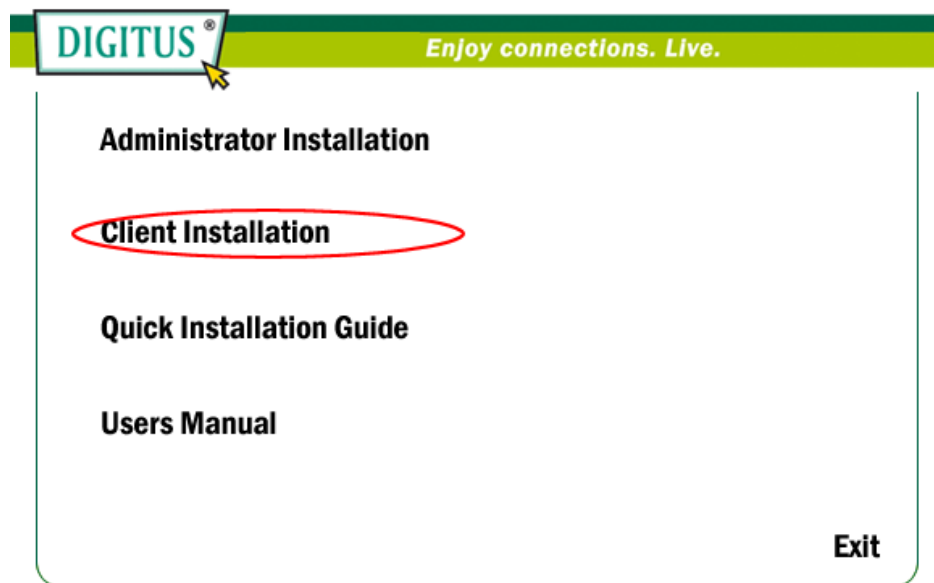 DIGITUS®
Enjoy connections. Live.
Administrator Installation
Client Installation
Quick Installation Guide
Users Manual
Exit